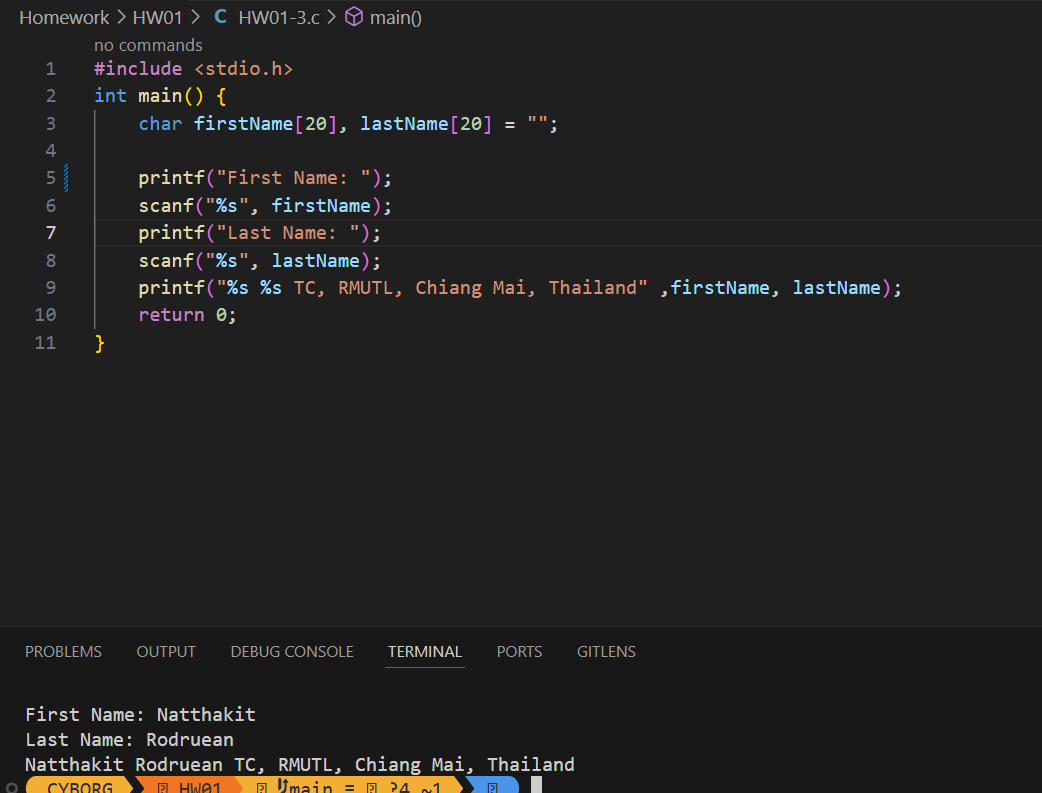 Homework > HW01 > C HW01-3.c > main()
no commands
1 #include <stdio.h>
2 int main() {
3     char firstName[20], lastName[20] = "";
4
5     printf("First Name: ");
6     scanf("%s", firstName);
7     printf("Last Name: ");
8     scanf("%s", lastName);
9     printf("%s %s TC, RMUTL, Chiang Mai, Thailand" ,firstName, lastName);
10     return 0;
11 }
PROBLEMS OUTPUT DEBUG CONSOLE TERMINAL PORTS GITLENS
First Name: Natthakit
Last Name: Rodruean
Natthakit Rodruean TC, RMUTL, Chiang Mai, Thailand
CYBORG HW01 main = ?4 ~1